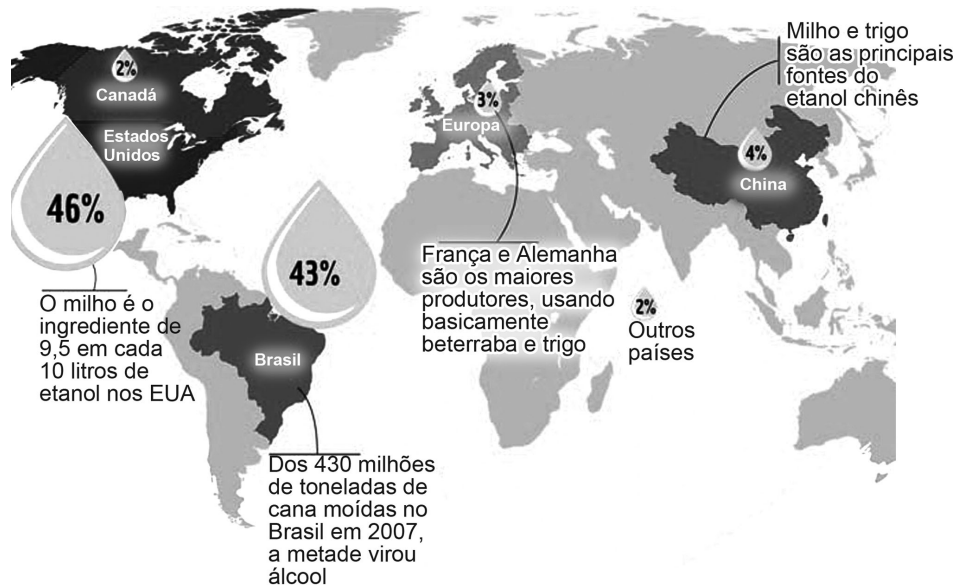 2%
Canadá
Estados
Unidos
46%
O milho é o
ingrediente de
9,5 em cada
10 litros de
etanol nos EUA
43%
Brasil
Dos 430 milhões
de toneladas de
cana moídas no
Brasil em 2007,
a metade virou
álcool
3%
Europa
França e Alemanha
são os maiores
produtores, usando
basicamente
beterraba e trigo
2%
Outros
países
Milho e trigo
são as principais
fontes do
etanol chinês
4%
China